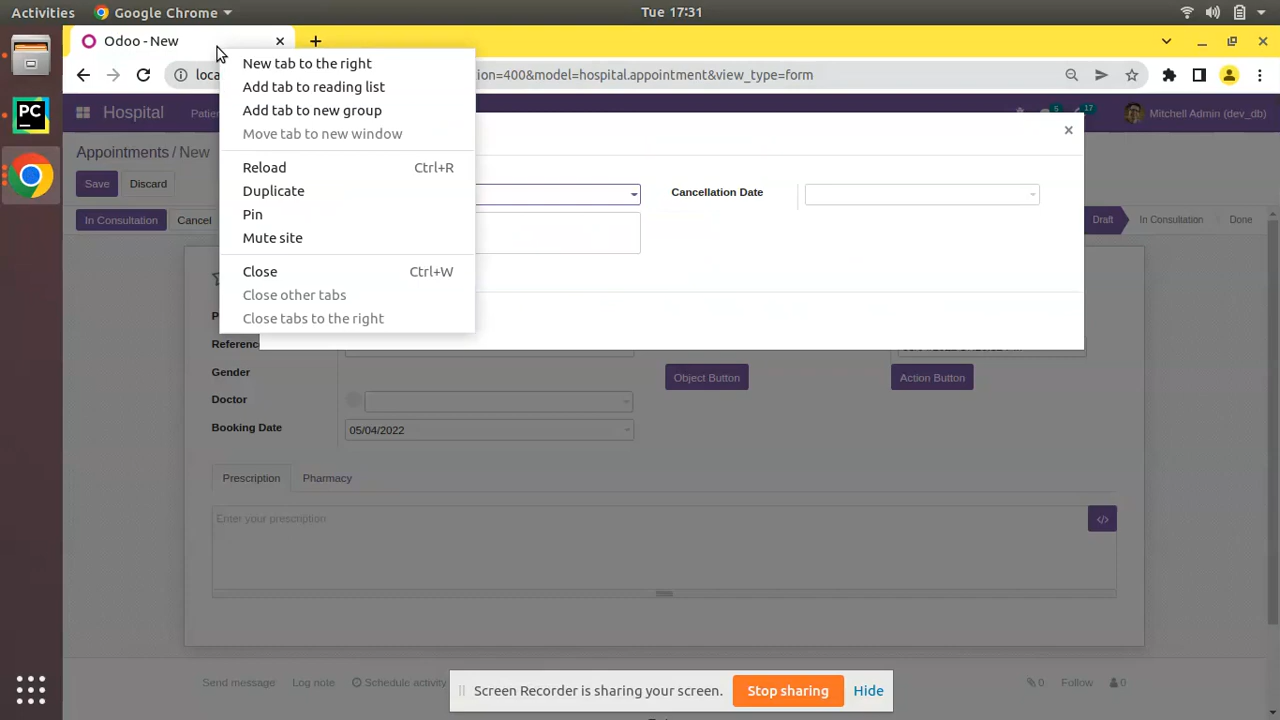 Activities Google Chrome Tue 17:31
Odoo - New
loca
ion=400&model=hospital.appointment&view_type=form
New tab to the right
Add tab to reading list
Add tab to new group
Move tab to new window
Reload Ctrl+R
Duplicate
Pin
Mute site
Close Ctrl+W
Close other tabs
Close tabs to the right
Hospital
5 17 Mitchell Admin (dev_db)
Appointments / New
Save Discard
Cancellation Date
In Consultation Cancel
Draft In Consultation Done
Reference
Gender
Object Button Action Button
Doctor
Booking Date 05/04/2022
Prescription Pharmacy
Enter your prescription
</>
Send message Log note Schedule activity 0 Follow 0
Screen Recorder is sharing your screen. Stop sharing Hide
PC